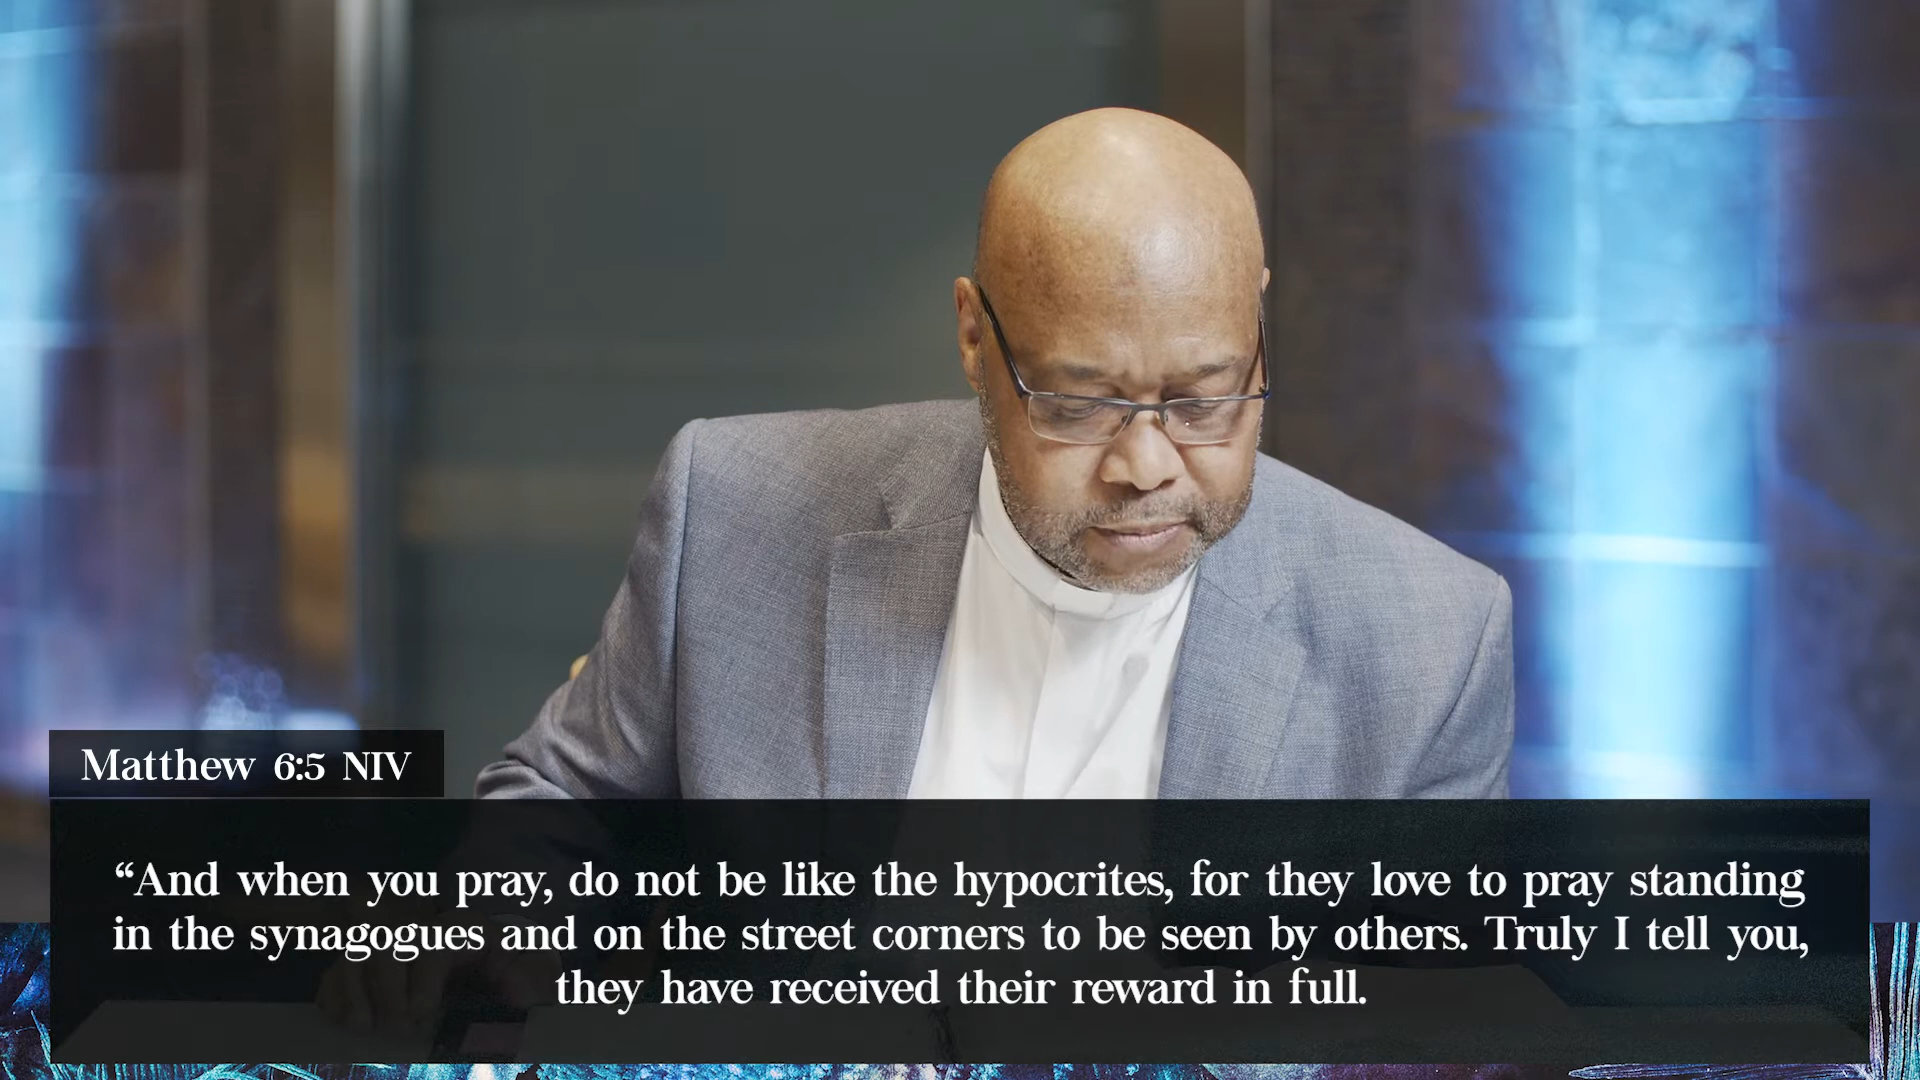 Matthew 6:5 NIV
“And when you pray, do not be like the hypocrites, for they love to pray standing
in the synagogues and on the street corners to be seen by others. Truly I tell you,
they have received their reward in full.